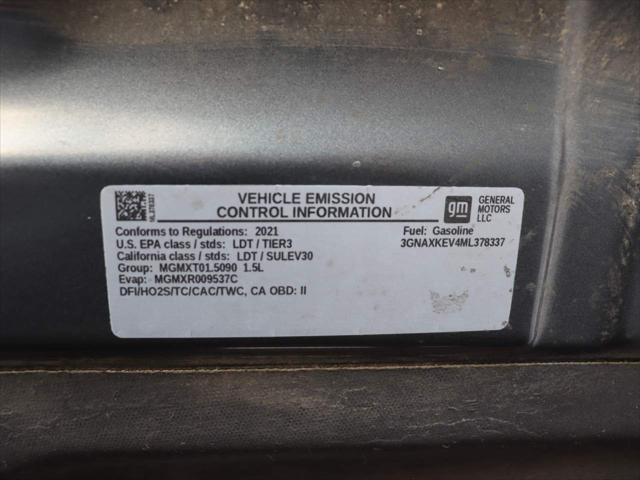 VEHICLE EMISSION
CONTROL INFORMATION
gm
GENERAL
MOTORS
LLC
Conforms to Regulations: 2021
U.S. EPA class / stds: LDT / TIER3
California class / stds: LDT / SULEV30
Group: MGMXT01.5090 1.5L
Evap: MGMXR009537C
DFI/HO2S/TC/CAC/TWC, CA OBD: II
Fuel: Gasoline
3GNAXKEV4ML378337